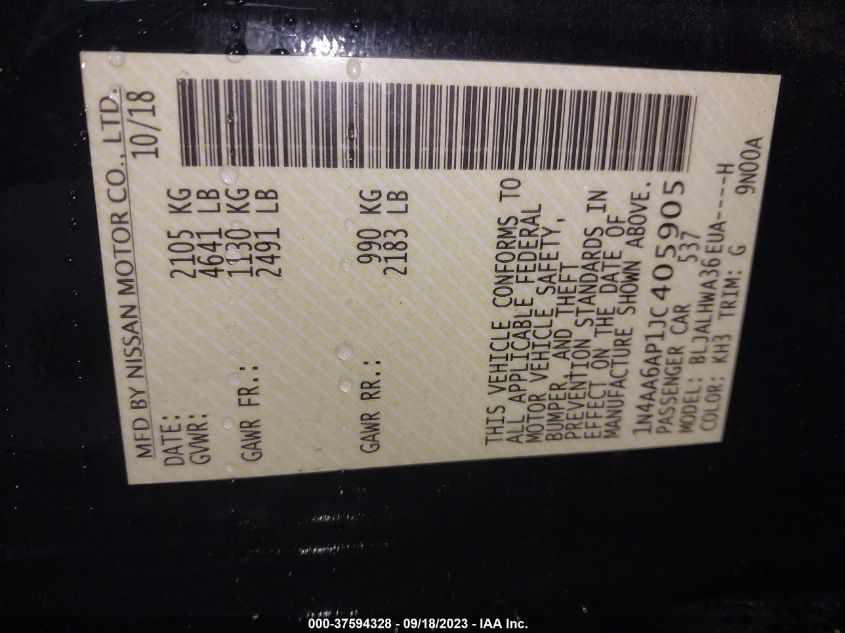 MFD BY NISSAN MOTOR CO., LTD.
DATE: 10/18
GVWR: 2105 KG
4641 LB
GAWR FR.: 1130 KG
2491 LB
GAWR RR.: 990 KG
2183 LB
THIS VEHICLE CONFORMS TO
ALL APPLICABLE FEDERAL
MOTOR VEHICLE SAFETY,
BUMPER AND THEFT
PREVENTION STANDARDS IN
EFFECT ON THE DATE OF
MANUFACTURE SHOWN ABOVE.
1N4AA6AP1JC405905
PASSENGER CAR 537
MODEL: BLJALHWA36EUA----H
COLOR: KH3 TRIM: G 9N00A
000-37594328 - 09/18/2023 - IAA Inc.